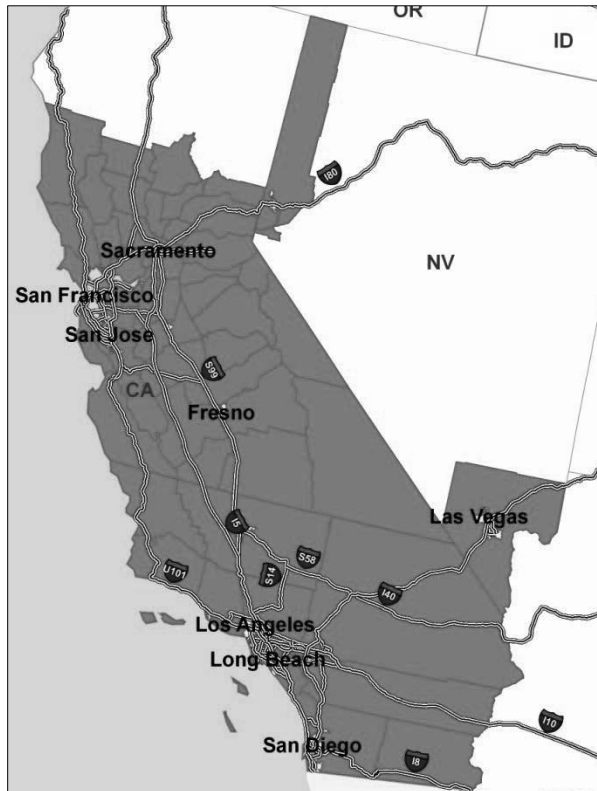 OR
ID
I80
NV
Sacramento
San Francisco
San Jose
S99
CA
Fresno
Las Vegas
I5
S58
U101
S14
I40
Los Angeles
Long Beach
I10
San Diego
I8